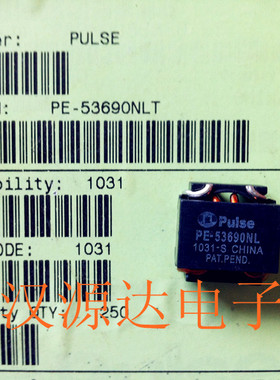 er: PULSE
: PE-53690NLT
bility: 1031
Pulse
PE-53690NL
1031-S CHINA
PAT.PEND.
ODE: 1031
汉源达电子
ty QTY: 250